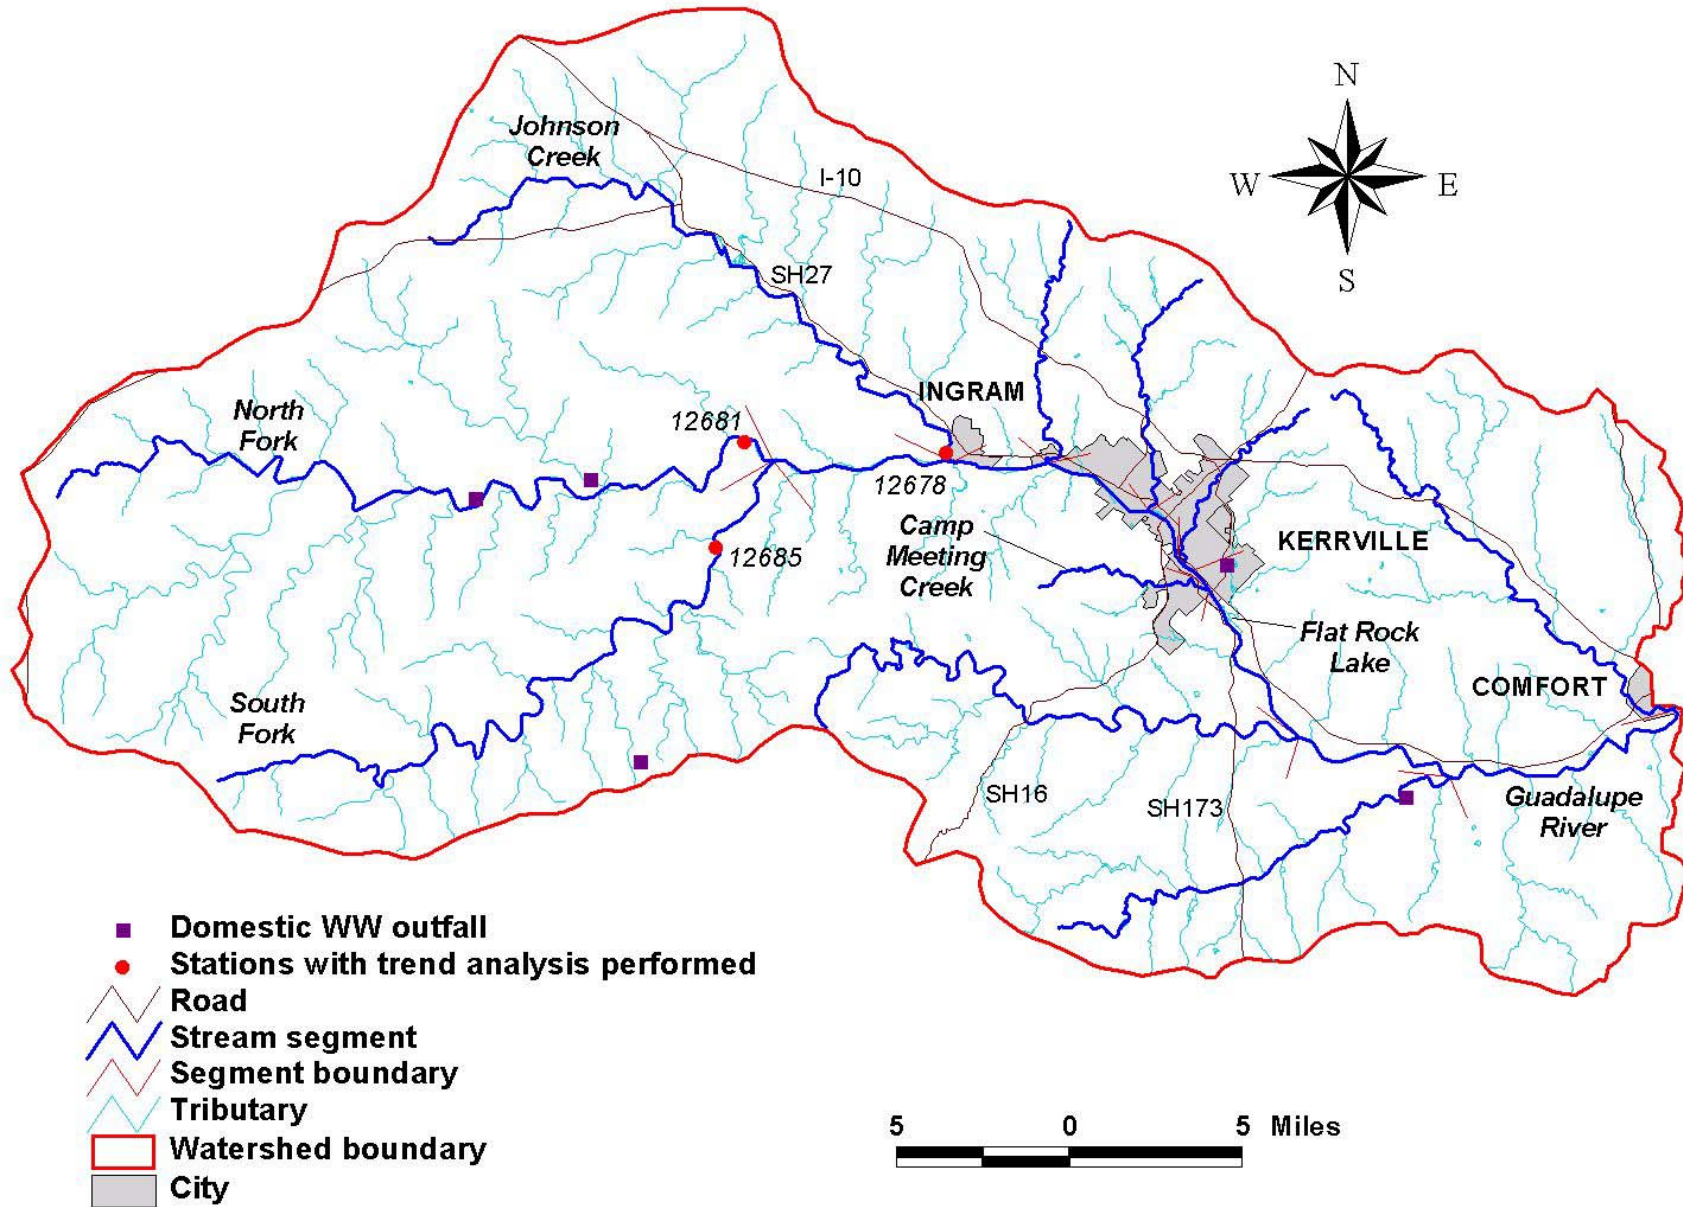 N
W
E
S
Johnson
Creek
I-10
SH27
INGRAM
North
Fork
12681
12678
Camp
Meeting
Creek
12685
KERRVILLE
Flat Rock
Lake
COMFORT
South
Fork
SH16
SH173
Guadalupe
River
Domestic WW outfall
Stations with trend analysis performed
Road
Stream segment
Segment boundary
Tributary
Watershed boundary
City
5 0 5 Miles